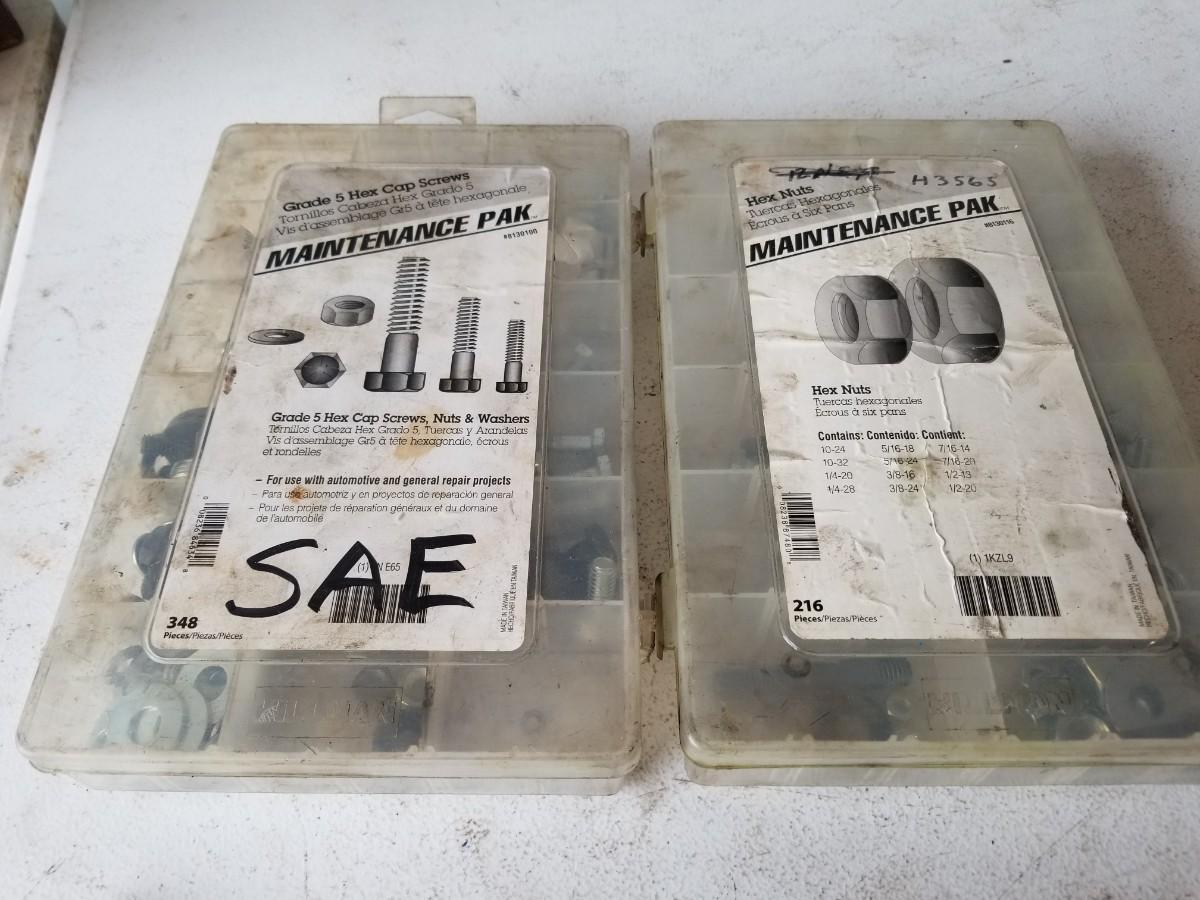 Grade 5 Hex Cap Screws
Tornillos Cabeza Hex Grado 5
Vis d'assemblage Gr5 à tête hexagonale
MAINTENANCE PAK™
#8130100
Grade 5 Hex Cap Screws, Nuts & Washers
Tornillos Cabeza Hex Grado 5, Tuercas y Arandelas
Vis d'assemblage Gr5 à tête hexagonale, écrous
et rondelles
– For use with automotive and general repair projects
– Para uso automotriz y en proyectos de reparación general
– Pour les projets de réparation généraux et du domaine
de l'automobile
SAE
(1) E65
348
Pieces/Piezas/Pièces
MADE IN TAIWAN
HILLMAN
H3565
Hex Nuts
Tuercas Hexagonales
Écrous à Six Pans
MAINTENANCE PAK™
#8130116
Hex Nuts
Tuercas hexagonales
Écrous à six pans
Contains: Contenido: Contient:
10-24 5/16-18 7/16-14
10-32 5/16-24 7/16-20
1/4-20 3/8-16 1/2-13
1/4-28 3/8-24 1/2-20
(1) 1KZL9
216
Pieces/Piezas/Pièces
MADE IN TAIWAN
HILLMAN